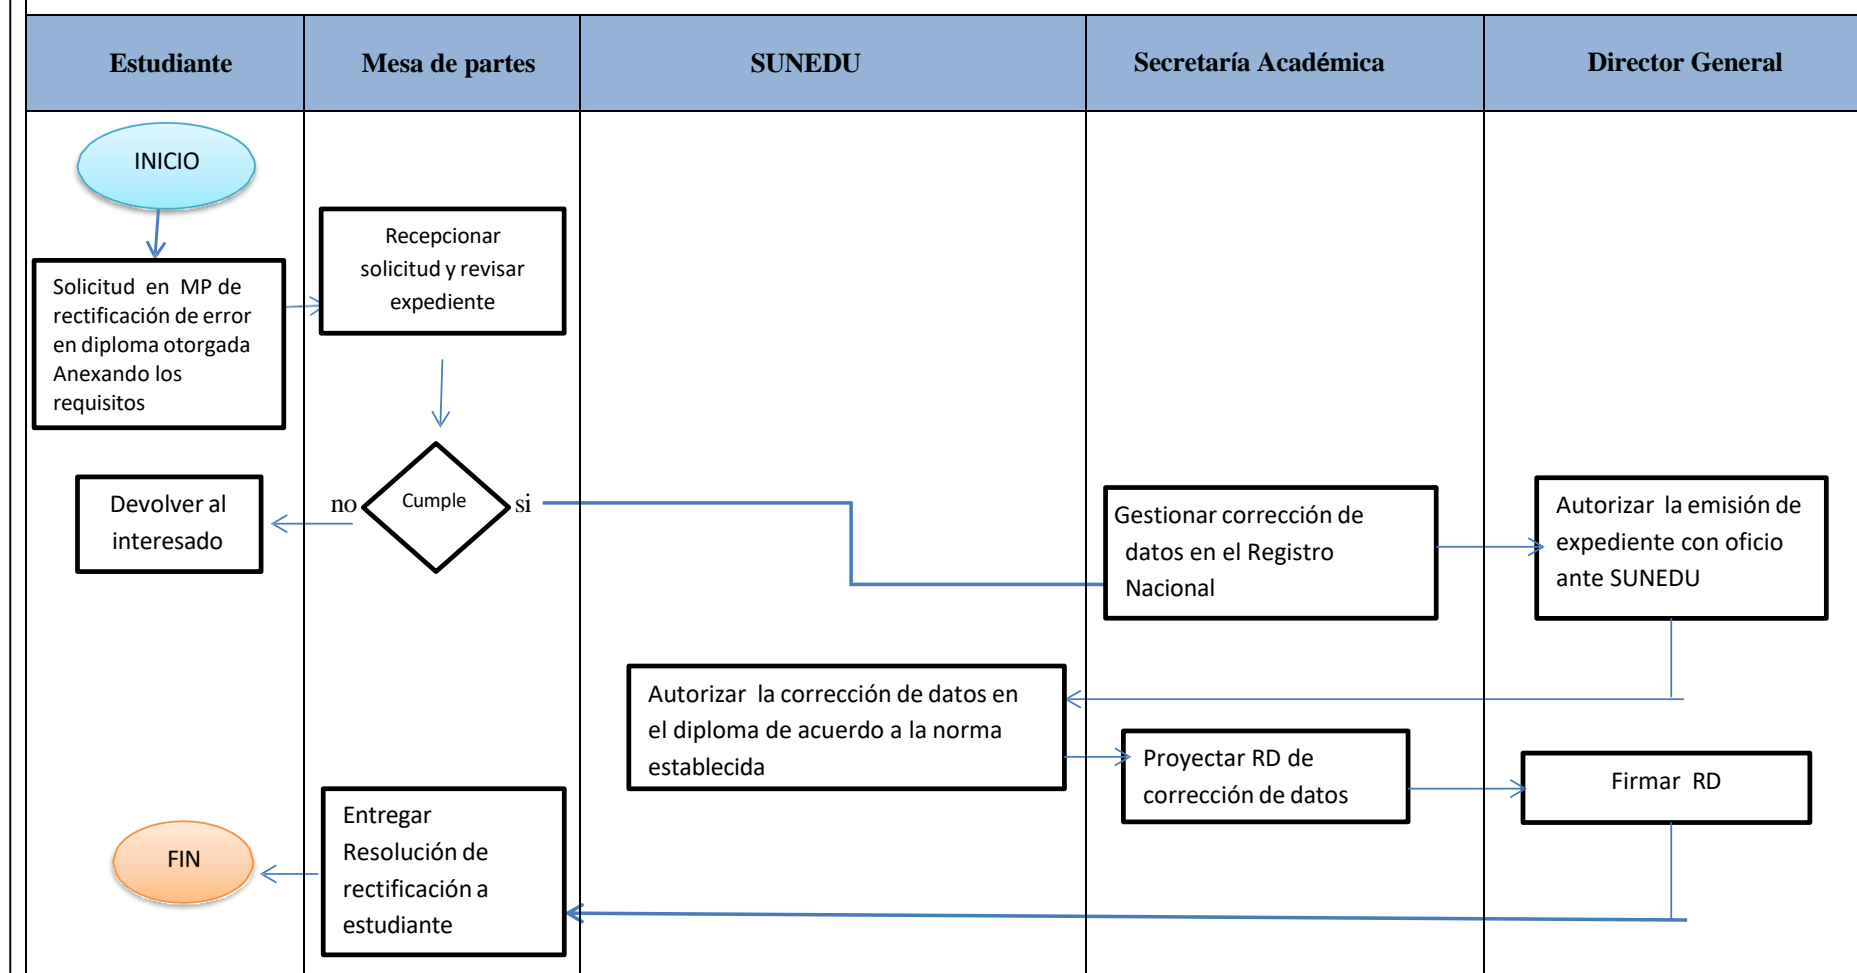 Estudiante
Mesa de partes
SUNEDU
Secretaría Académica
Director General
INICIO
Solicitud en MP de
rectificación de error
en diploma otorgada
Anexando los
requisitos
Recepcionar
solicitud y revisar
expediente
Devolver al
interesado
no
Cumple
si
Gestionar corrección de
datos en el Registro
Nacional
Autorizar la emisión de
expediente con oficio
ante SUNEDU
Autorizar la corrección de datos en
el diploma de acuerdo a la norma
establecida
Proyectar RD de
corrección de datos
Firmar RD
Entregar
Resolución de
rectificación a
estudiante
FIN